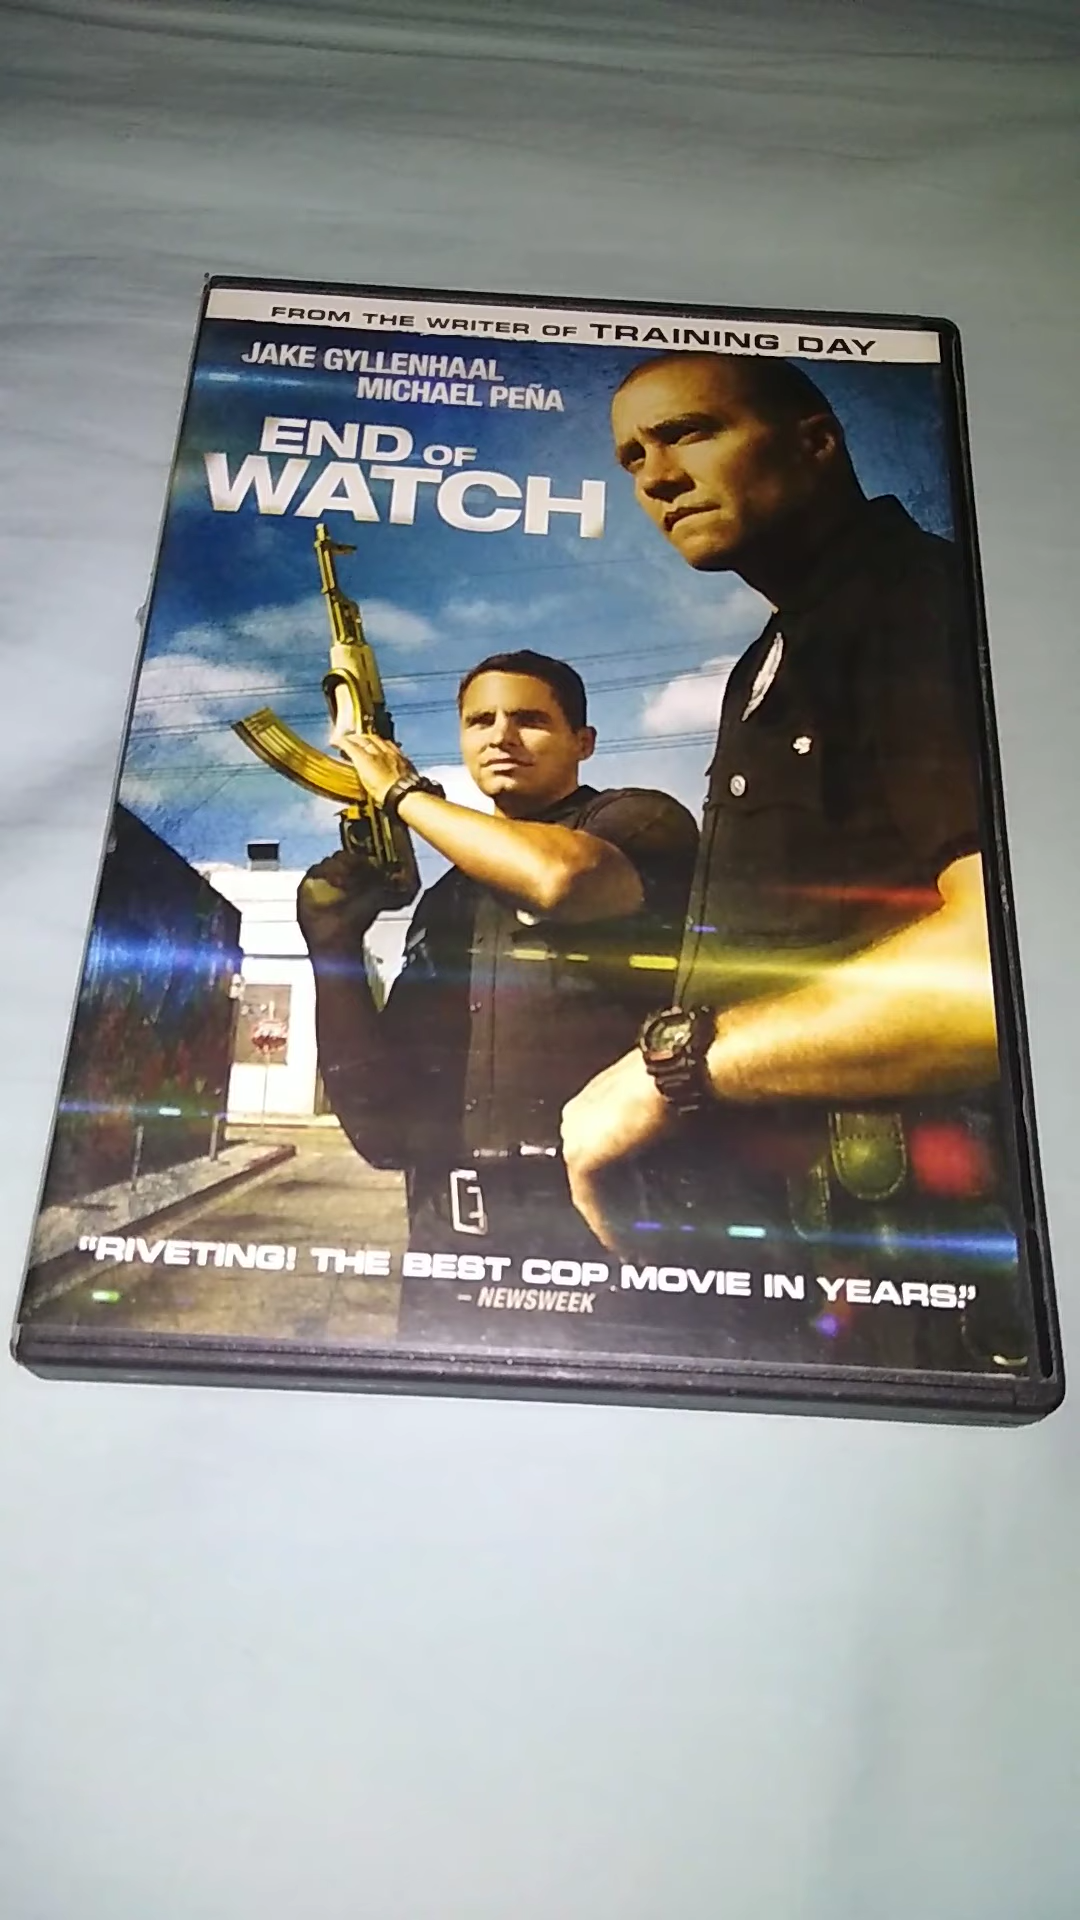 FROM THE WRITER OF TRAINING DAY
JAKE GYLLENHAAL
MICHAEL PEÑA
END OF
WATCH
"RIVETING! THE BEST COP MOVIE IN YEARS!"
– NEWSWEEK